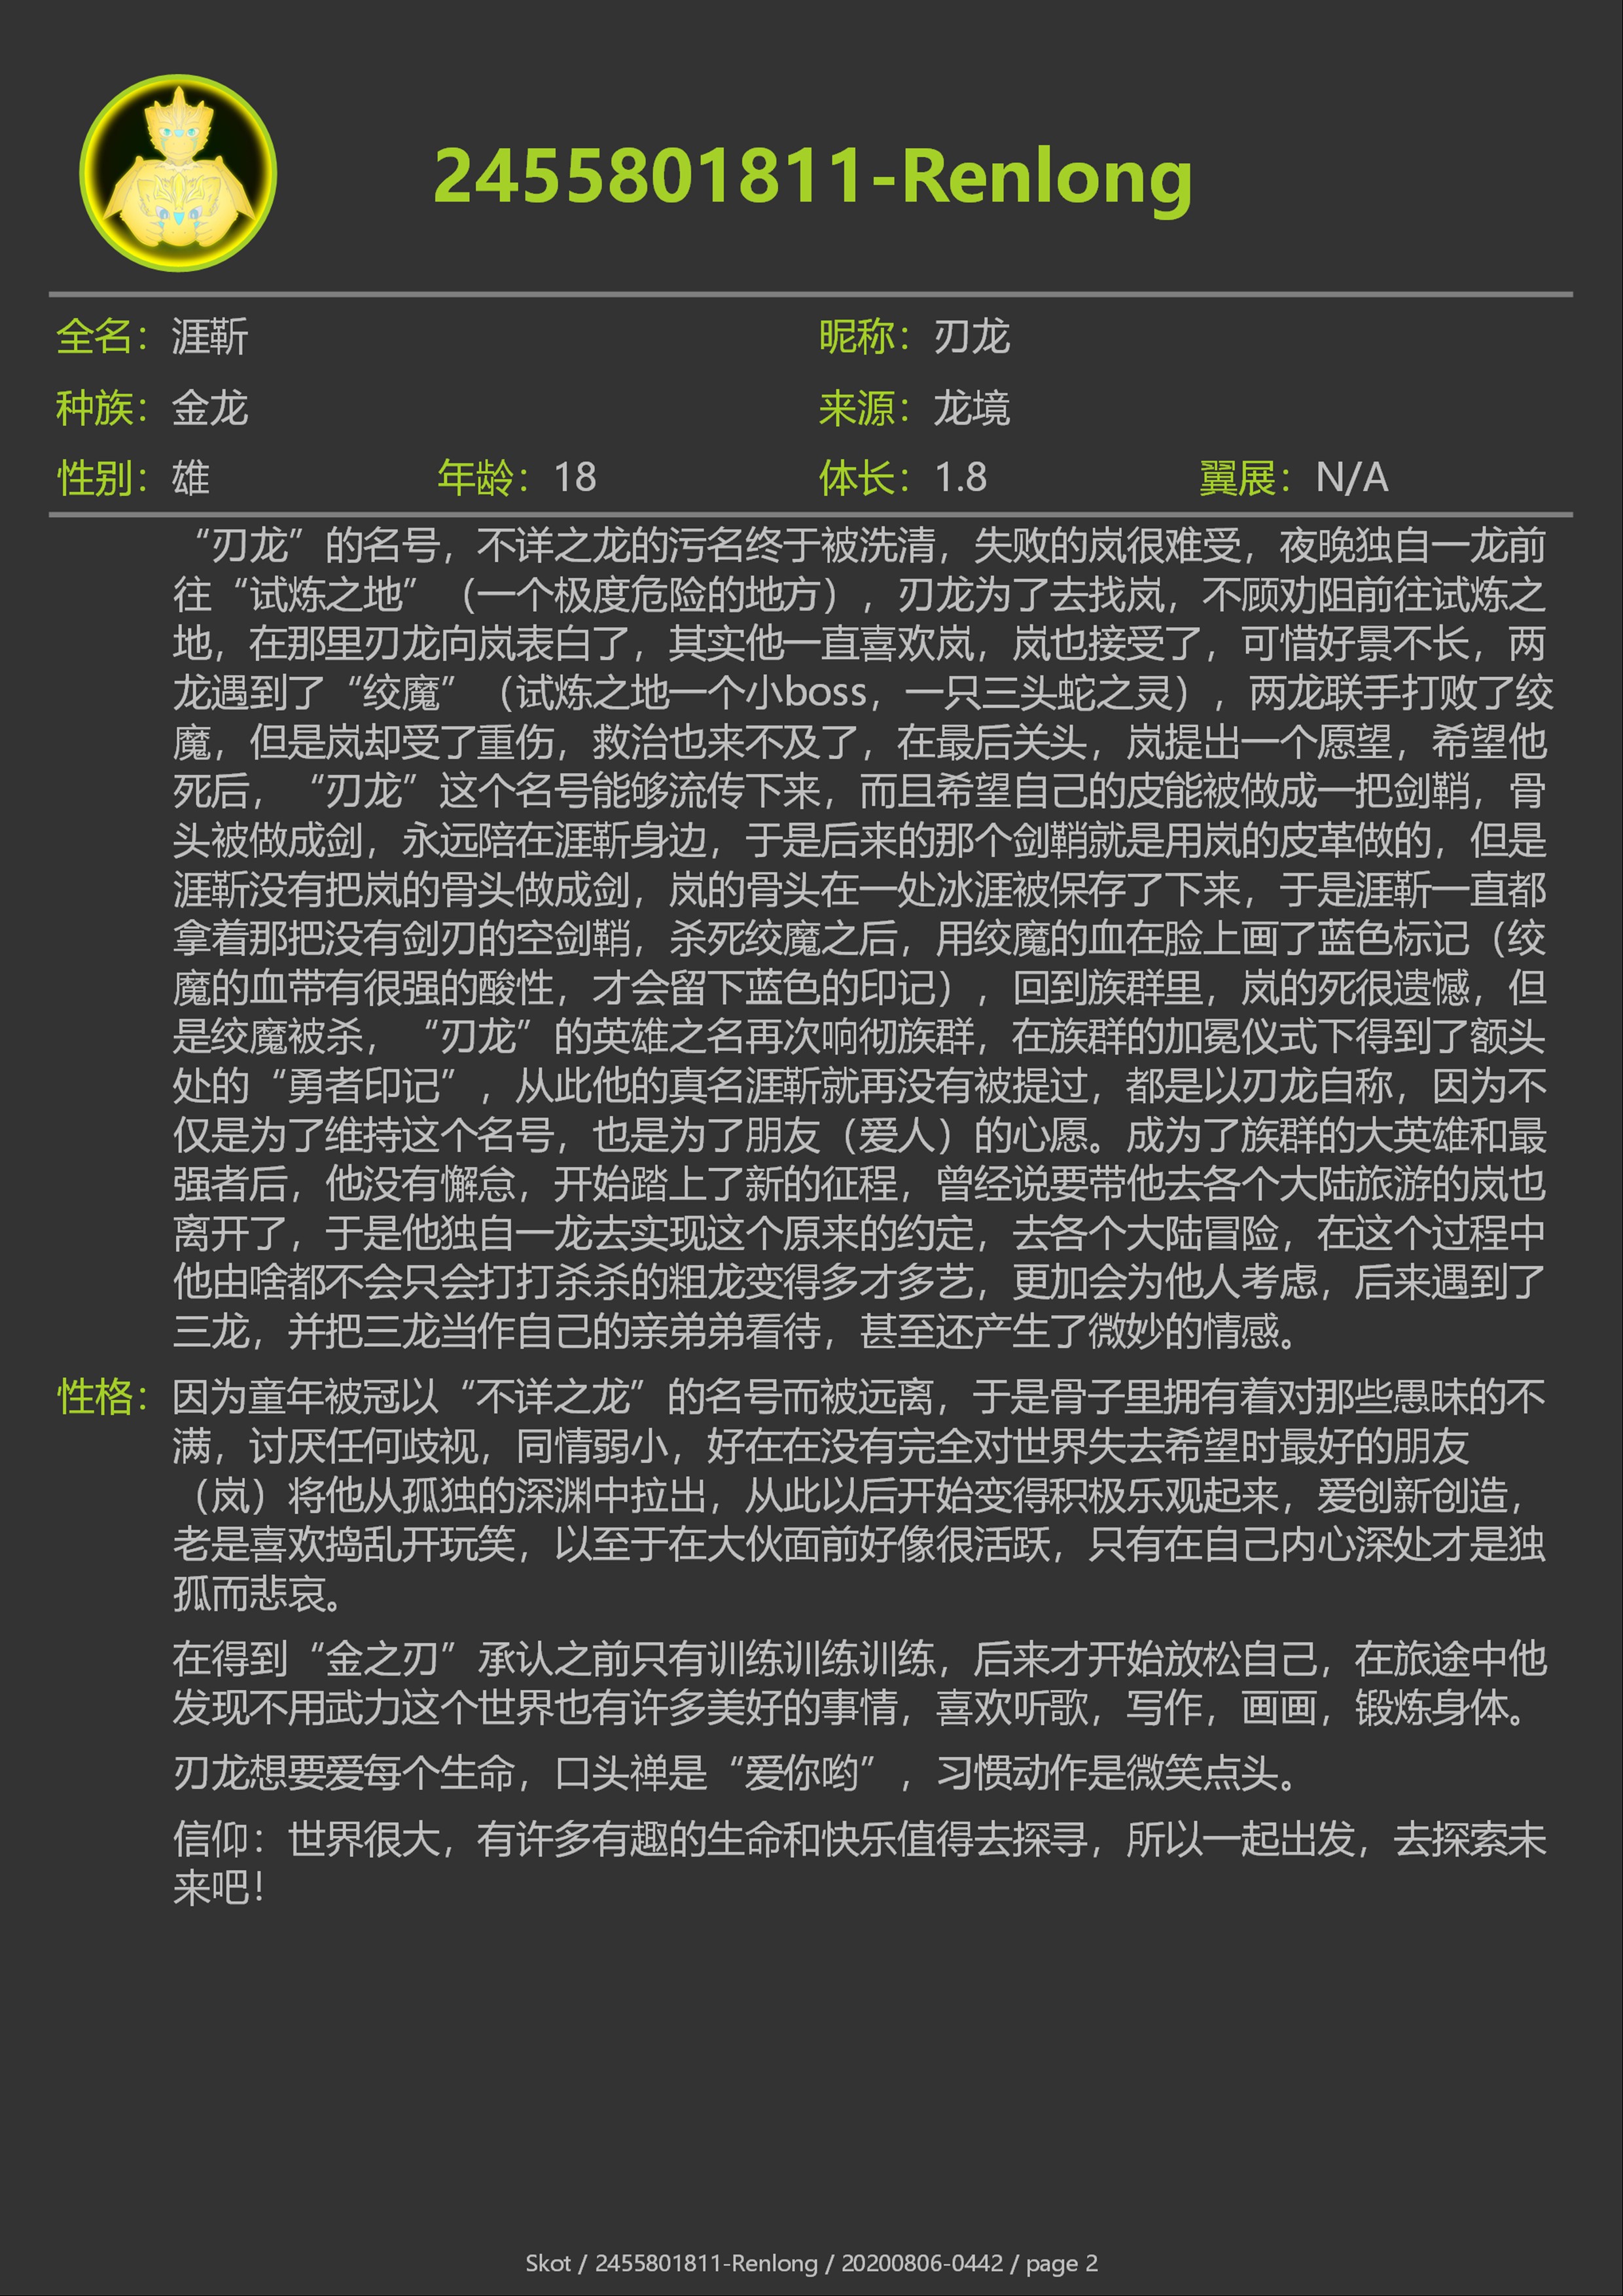 2455801811-Renlong
全名：涯靳 昵称：刃龙
种族：金龙 来源：龙境
性别：雄 年龄：18 体长：1.8 翼展：N/A
“刃龙”的名号，不详之龙的污名终于被洗清，失败的岚很难受，夜晚独自一龙前
往“试炼之地”（一个极度危险的地方），刃龙为了去找岚，不顾劝阻前往试炼之
地，在那里刃龙向岚表白了，其实他一直喜欢岚，岚也接受了，可惜好景不长，两
龙遇到了“绞魔”（试炼之地一个小boss，一只三头蛇之灵），两龙联手打败了绞
魔，但是岚却受了重伤，救治也来不及了，在最后关头，岚提出一个愿望，希望他
死后，“刃龙”这个名号能够流传下来，而且希望自己的皮能被做成一把剑鞘，骨
头被做成剑，永远陪在涯靳身边，于是后来的那个剑鞘就是用岚的皮革做的，但是
涯靳没有把岚的骨头做成剑，岚的骨头在一处冰涯被保存了下来，于是涯靳一直都
拿着那把没有剑刃的空剑鞘，杀死绞魔之后，用绞魔的血在脸上画了蓝色标记（绞
魔的血带有很强的酸性，才会留下蓝色的印记），回到族群里，岚的死很遗憾，但
是绞魔被杀，“刃龙”的英雄之名再次响彻族群，在族群的加冕仪式下得到了额头
处的“勇者印记”，从此他的真名涯靳就再没有被提过，都是以刃龙自称，因为不
仅是为了维持这个名号，也是为了朋友（爱人）的心愿。成为了族群的大英雄和最
强者后，他没有懈怠，开始踏上了新的征程，曾经说要带他去各个大陆旅游的岚也
离开了，于是他独自一龙去实现这个原来的约定，去各个大陆冒险，在这个过程中
他由啥都不会只会打打杀杀的粗龙变得多才多艺，更加会为他人考虑，后来遇到了
三龙，并把三龙当作自己的亲弟弟看待，甚至还产生了微妙的情感。
性格：因为童年被冠以“不详之龙”的名号而被远离，于是骨子里拥有着对那些愚昧的不
满，讨厌任何歧视，同情弱小，好在在没有完全对世界失去希望时最好的朋友
（岚）将他从孤独的深渊中拉出，从此以后开始变得积极乐观起来，爱创新创造，
老是喜欢捣乱开玩笑，以至于在大伙面前好像很活跃，只有在自己内心深处才是独
孤而悲哀。
在得到“金之刃”承认之前只有训练训练训练，后来才开始放松自己，在旅途中他
发现不用武力这个世界也有许多美好的事情，喜欢听歌，写作，画画，锻炼身体。
刃龙想要爱每个生命，口头禅是“爱你哟”，习惯动作是微笑点头。
信仰：世界很大，有许多有趣的生命和快乐值得去探寻，所以一起出发，去探索未
来吧！
Skot / 2455801811-Renlong / 20200806-0442 / page 2